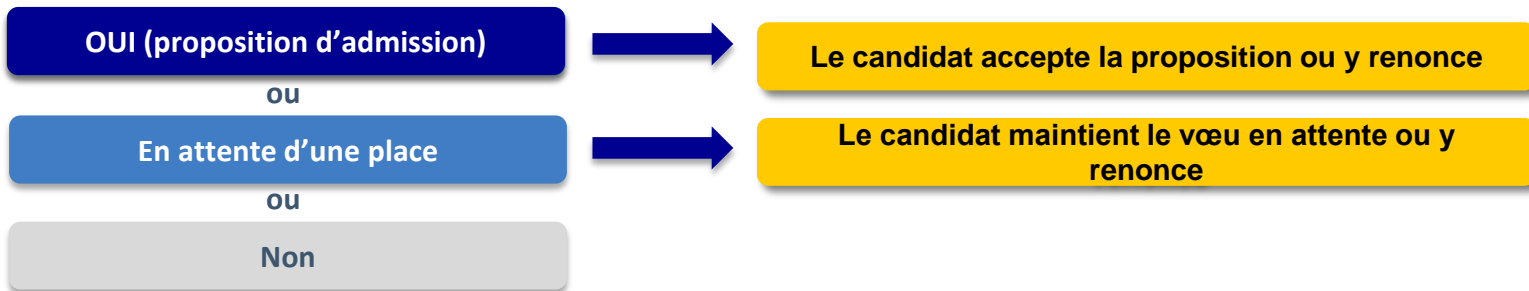 OUI (proposition d’admission)
Le candidat accepte la proposition ou y renonce
ou
En attente d’une place
Le candidat maintient le vœu en attente ou y
renonce
ou
Non